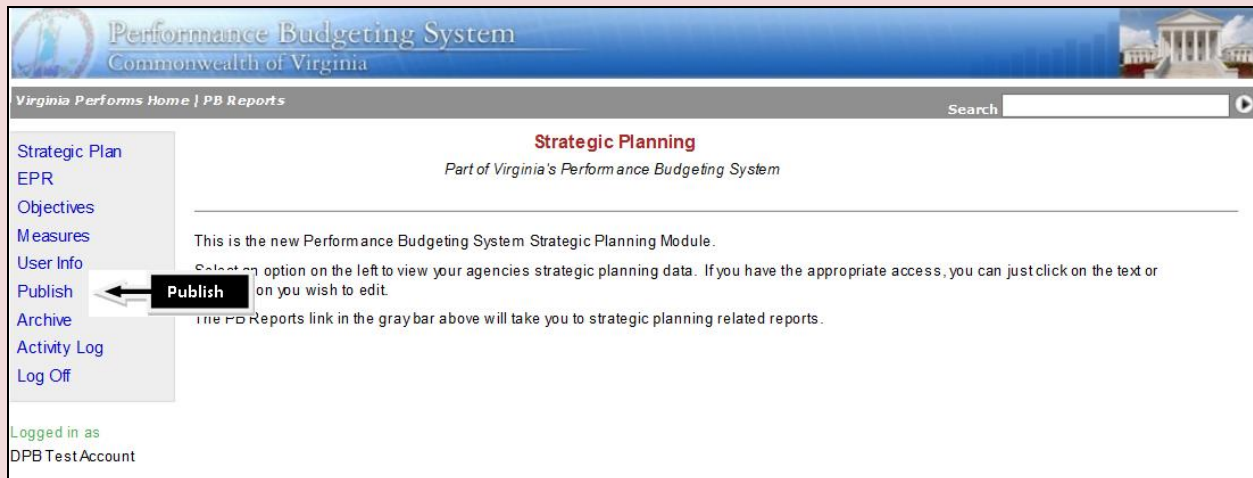 Performance Budgeting System
Commonwealth of Virginia
Virginia Performs Home | PB Reports
Search
Strategic Plan
EPR
Objectives
Measures
User Info
Publish
Archive
Activity Log
Log Off
Publish
Logged in as
DPB Test Account
Strategic Planning
Part of Virginia's Performance Budgeting System
This is the new Performance Budgeting System Strategic Planning Module.
Select an option on the left to view your agencies strategic planning data. If you have the appropriate access, you can just click on the text or
on you wish to edit.
The PB Reports link in the gray bar above will take you to strategic planning related reports.